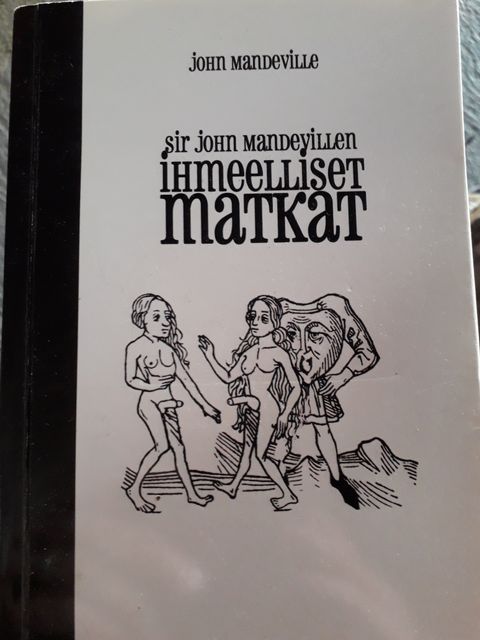 JOHN MANDEVILLE
SIR JOHN MANDEVILLEN
IHMEELLISET
MATKAT